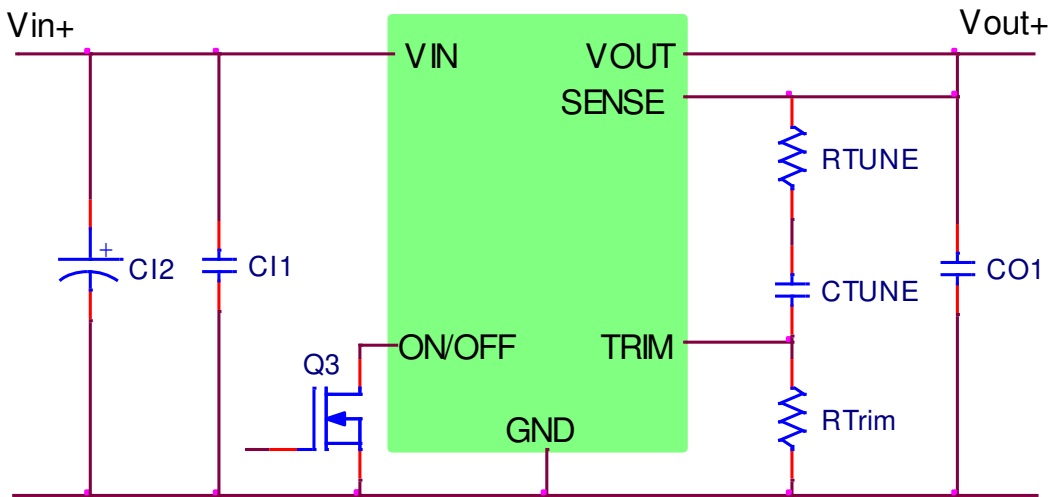 Vin+
Vout+
VIN
VOUT
SENSE
RTUNE
+
CI2
CI1
CTUNE
CO1
ON/OFF
TRIM
Q3
RTrim
GND